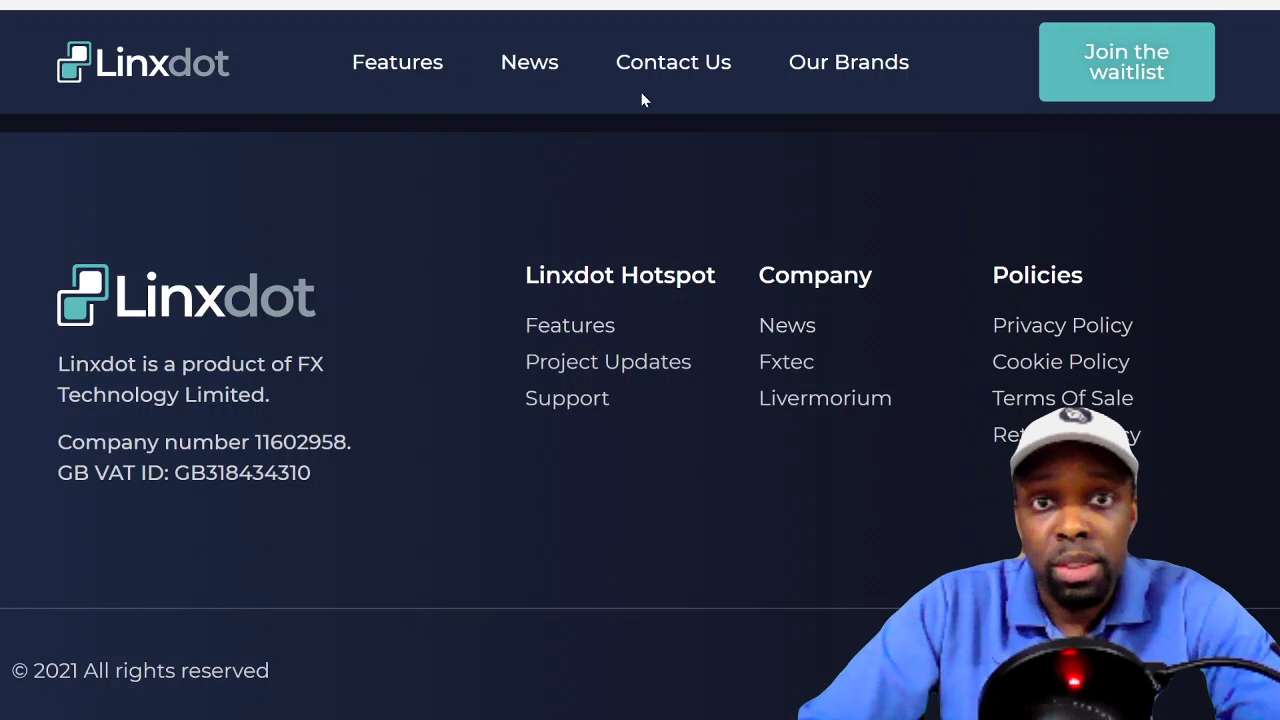 Linxdot
Features
News
Contact Us
Our Brands
Join the
waitlist
Linxdot
Linxdot is a product of FX
Technology Limited.
Company number 11602958.
GB VAT ID: GB318434310
Linxdot Hotspot
Features
Project Updates
Support
Company
News
Fxtec
Livermorium
Policies
Privacy Policy
Cookie Policy
Terms Of Sale
© 2021 All rights reserved